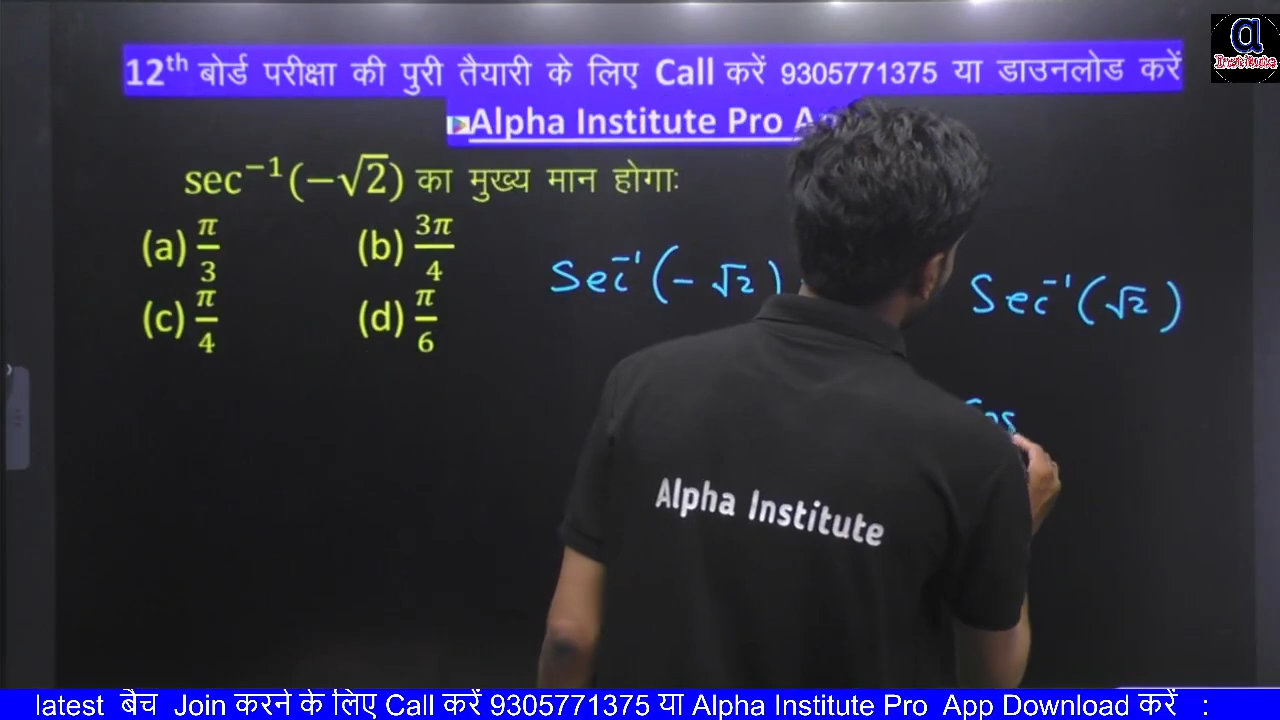 12th बोर्ड परीक्षा की पुरी तैयारी के लिए Call करें 9305771375 या डाउनलोड करें
Alpha Institute Pro
sec⁻¹(−√2) का मुख्य मान होगाः
(a) π/3 (b) 3π/4
(c) π/4 (d) π/6
Sec⁻¹(-√2)
Sec⁻¹(√2)
Cos
Alpha Institute
a
Institute
latest बैच Join करने के लिए Call करें 9305771375 या Alpha Institute Pro App Download करें :